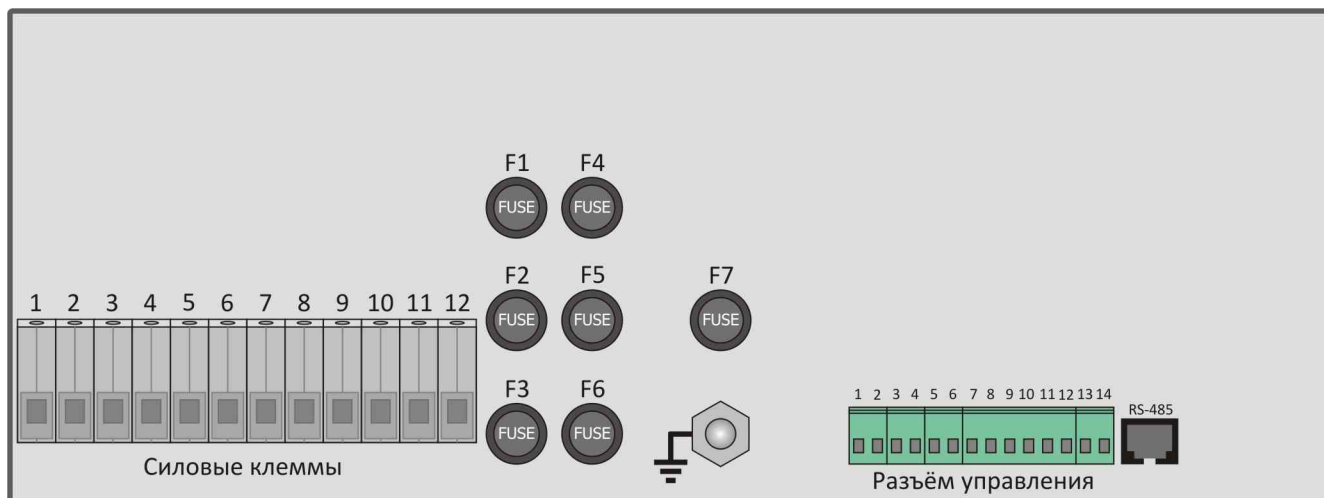 F1 F4
FUSE FUSE
F2 F5 F7
1 2 3 4 5 6 7 8 9 10 11 12
FUSE FUSE FUSE
F3 F6
1 2 3 4 5 6 7 8 9 10 11 12 13 14
RS-485
FUSE FUSE
Силовые клеммы
Разъём управления